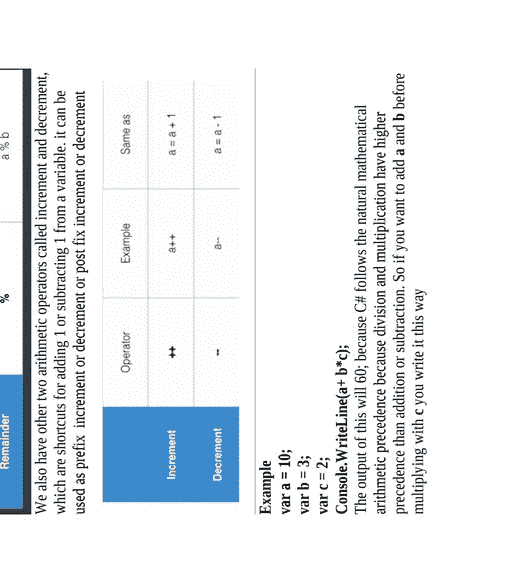 Remainder % a % b
We also have other two arithmetic operators called increment and decrement,
which are shortcuts for adding 1 or subtracting 1 from a variable. it can be
used as prefix increment or decrement or post fix increment or decrement
Operator Example Same as
Increment ++ a++ a = a + 1
Decrement -- a-- a = a - 1
Example
var a = 10;
var b = 3;
var c = 2;
Console.WriteLine(a+ b*c);
The output of this will 60; because C# follows the natural mathematical
arithmetic precedence because division and multiplication have higher
precedence than addition or subtraction. So if you want to add a and b before
multiplying with c you write it this way